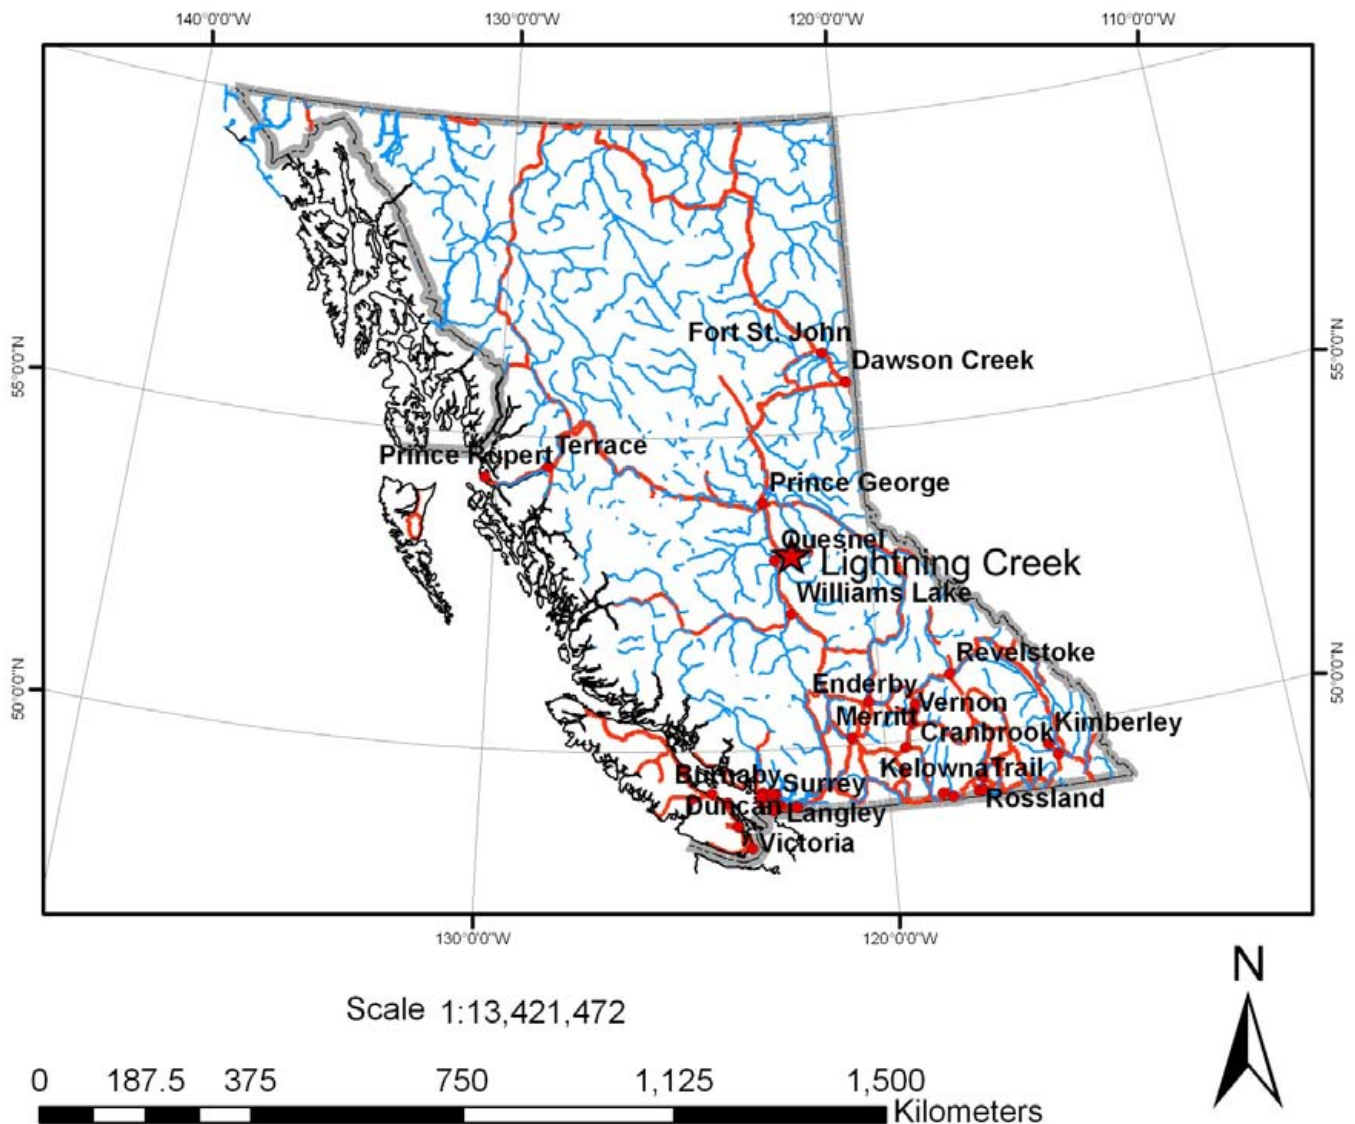 140°0'0"W 130°0'0"W 120°0'0"W 110°0'0"W
Fort St. John
Dawson Creek
55°0'0"N
55°0'0"N
Terrace
Prince Rupert
Prince George
Quesnel
Lightning Creek
Williams Lake
Revelstoke
50°0'0"N
50°0'0"N
Enderby
Vernon
Merritt
Kimberley
Cranbrook
Kelowna
Trail
Burnaby
Surrey
Rossland
Duncan
Langley
Victoria
130°0'0"W 120°0'0"W
N
Scale 1:13,421,472
0 187.5 375 750 1,125 1,500
Kilometers